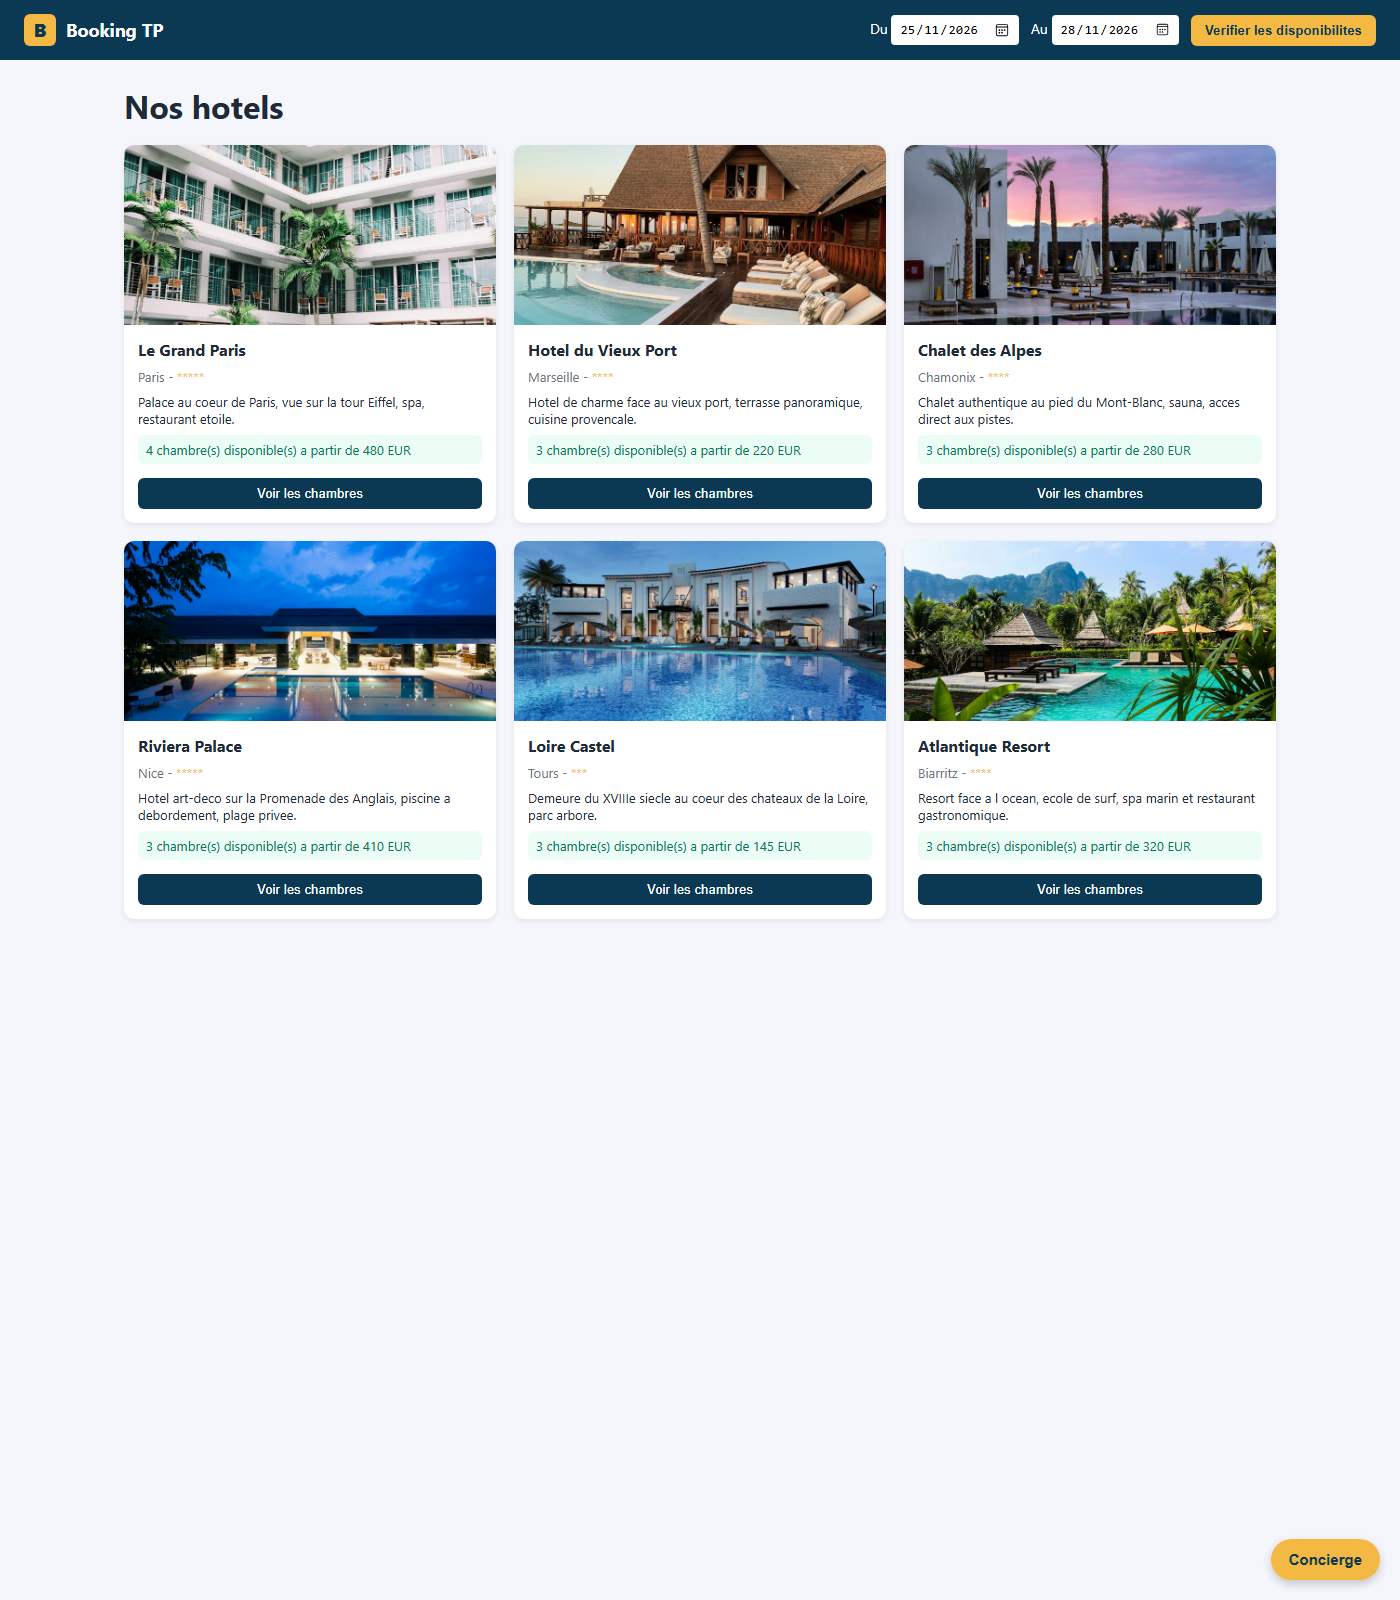 B Booking TP Du 25/11/2026 Au 28/11/2026 Verifier les disponibilites
Nos hotels
Le Grand Paris
Paris - *****
Palace au coeur de Paris, vue sur la tour Eiffel, spa,
restaurant etoile.
4 chambre(s) disponible(s) a partir de 480 EUR
Voir les chambres
Hotel du Vieux Port
Marseille - ****
Hotel de charme face au vieux port, terrasse panoramique,
cuisine provencale.
3 chambre(s) disponible(s) a partir de 220 EUR
Voir les chambres
Chalet des Alpes
Chamonix - ****
Chalet authentique au pied du Mont-Blanc, sauna, acces
direct aux pistes.
3 chambre(s) disponible(s) a partir de 280 EUR
Voir les chambres
Riviera Palace
Nice - *****
Hotel art-deco sur la Promenade des Anglais, piscine a
debordement, plage privee.
3 chambre(s) disponible(s) a partir de 410 EUR
Voir les chambres
Loire Castel
Tours - ***
Demeure du XVIIIe siecle au coeur des chateaux de la Loire,
parc arbore.
3 chambre(s) disponible(s) a partir de 145 EUR
Voir les chambres
Atlantique Resort
Biarritz - ****
Resort face a l ocean, ecole de surf, spa marin et restaurant
gastronomique.
3 chambre(s) disponible(s) a partir de 320 EUR
Voir les chambres
Concierge